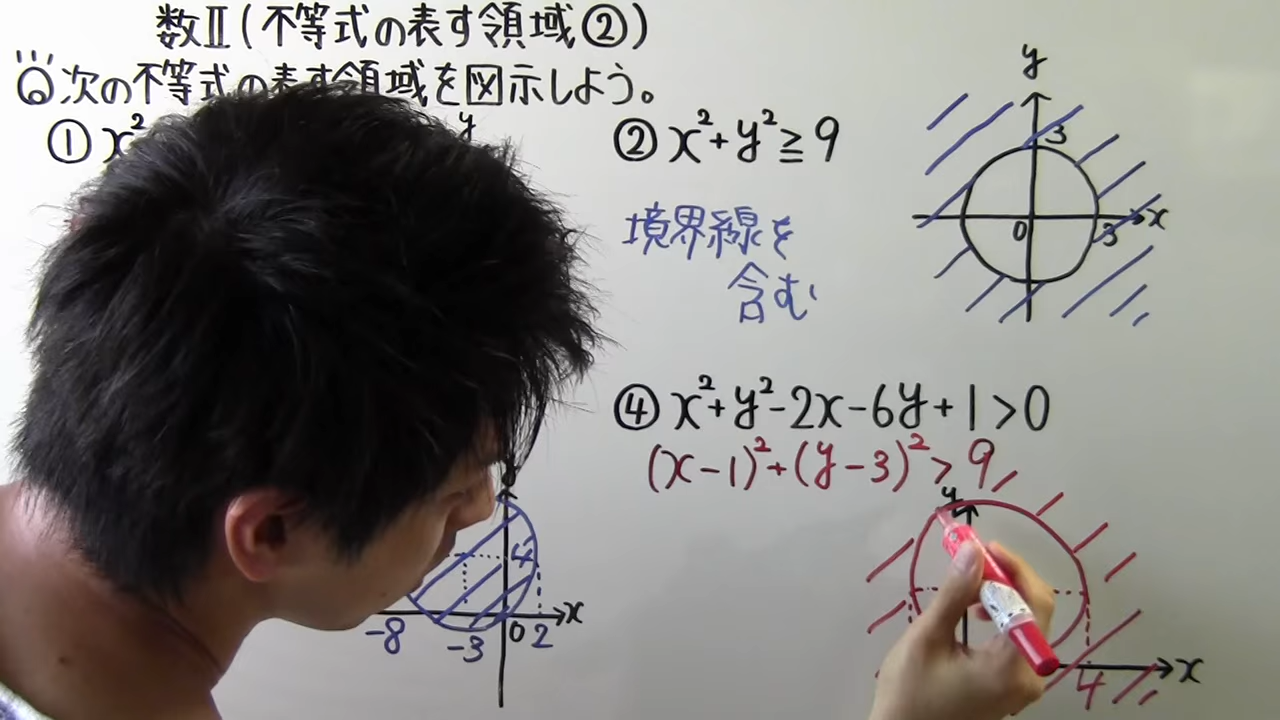 数Ⅱ(不等式の表す領域②)
Q次の不等式の表す領域を図示しよう。
① x²
y
② x²+y²≧9
境界線を
含む
y
3
0
3
x
4
-8
-3
0
2
x
④ x²+y²-2x-6y+1>0
(x-1)²+(y-3)²>9
y
4
x